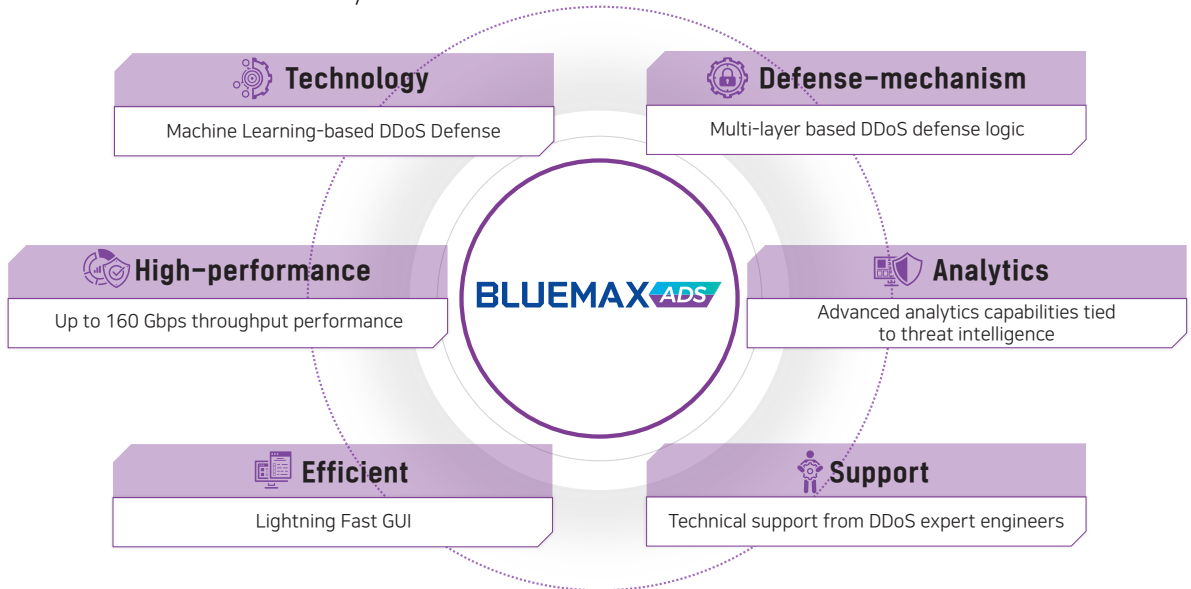 Technology
Machine Learning-based DDoS Defense
Defense-mechanism
Multi-layer based DDoS defense logic
High-performance
Up to 160 Gbps throughput performance
BLUEMAX ADS
Analytics
Advanced analytics capabilities tied
to threat intelligence
Efficient
Lightning Fast GUI
Support
Technical support from DDoS expert engineers